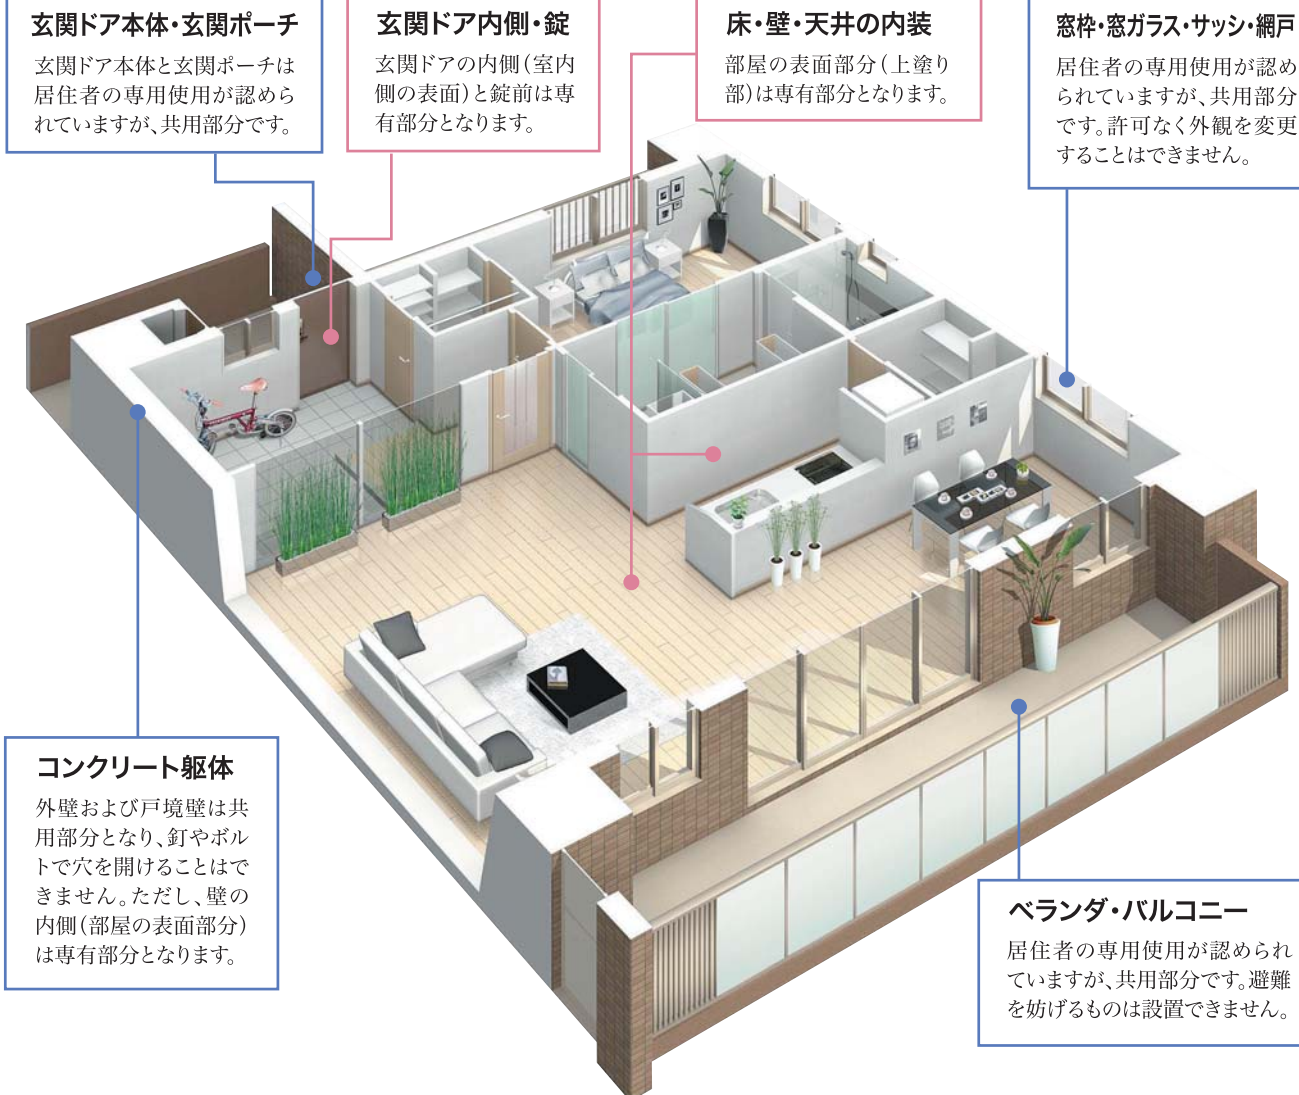 玄関ドア本体・玄関ポーチ
玄関ドア本体と玄関ポーチは
居住者の専用使用が認めら
れていますが、共用部分です。
玄関ドア内側・錠
玄関ドアの内側（室内
側の表面）と錠前は専
有部分となります。
床・壁・天井の内装
部屋の表面部分（上塗り
部）は専有部分となります。
窓枠・窓ガラス・サッシ・網戸
居住者の専用使用が認め
られていますが、共用部分
です。許可なく外観を変更
することはできません。
コンクリート躯体
外壁および戸境壁は共
用部分となり、釘やボル
トで穴を開けることはで
きません。ただし、壁の
内側（部屋の表面部分）
は専有部分となります。
ベランダ・バルコニー
居住者の専用使用が認められ
ていますが、共用部分です。避難
を妨げるものは設置できません。